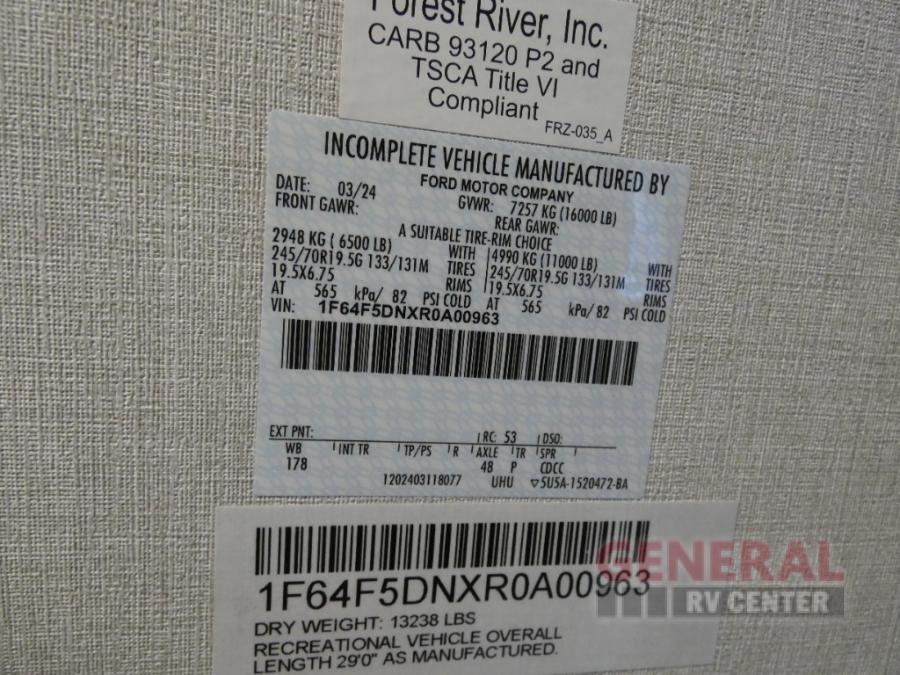 Forest River, Inc.
CARB 93120 P2 and
TSCA Title VI
Compliant
FRZ-035_A
INCOMPLETE VEHICLE MANUFACTURED BY
FORD MOTOR COMPANY
DATE: 03/24 GVWR: 7257 KG (16000 LB)
FRONT GAWR: REAR GAWR:
A SUITABLE TIRE-RIM CHOICE
2948 KG ( 6500 LB) WITH 4990 KG (11000 LB) WITH
245/70R19.5G 133/131M TIRES 245/70R19.5G 133/131M TIRES
19.5X6.75 RIMS 19.5X6.75 RIMS
AT 565 kPa/ 82 PSI COLD AT 565 kPa/ 82 PSI COLD
VIN: 1F64F5DNXR0A00963
EXT PNT: RC: 53 DSO:
WB INT TR TP/PS R AXLE TR SPR
178 48 P CDCC
1202403118077 UHU ▽5U5A-1520472-BA
1F64F5DNXR0A00963
DRY WEIGHT: 13238 LBS
RECREATIONAL VEHICLE OVERALL
LENGTH 29'0" AS MANUFACTURED.
GENERAL
RV CENTER